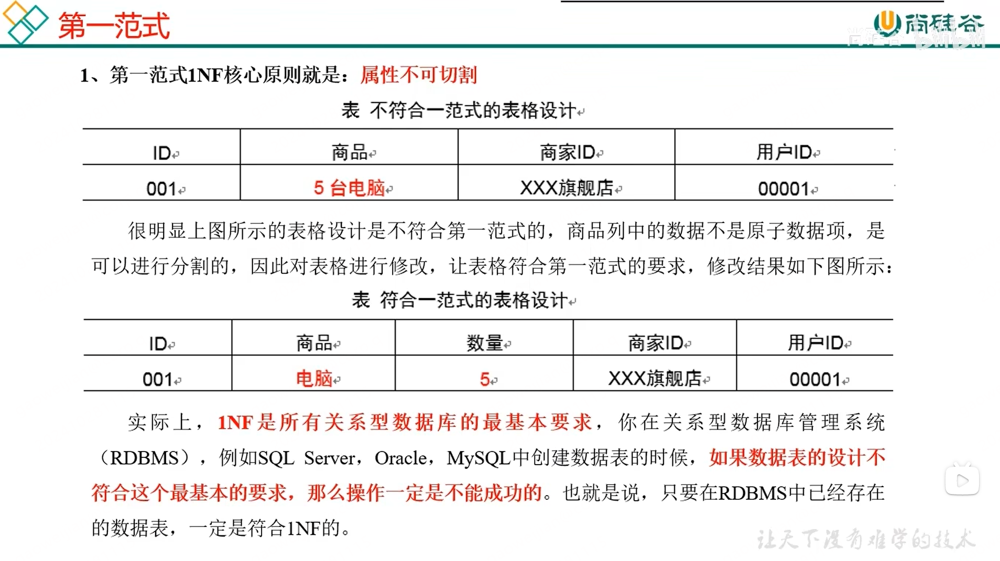 第一范式
尚硅谷
尚硅谷 bilibili
1、第一范式1NF核心原则就是：属性不可切割
表 不符合一范式的表格设计
ID 商品 商家ID 用户ID
001 5 台电脑 XXX旗舰店 00001
很明显上图所示的表格设计是不符合第一范式的，商品列中的数据不是原子数据项，是
可以进行分割的，因此对表格进行修改，让表格符合第一范式的要求，修改结果如下图所示：
表 符合一范式的表格设计
ID 商品 数量 商家ID 用户ID
001 电脑 5 XXX旗舰店 00001
实际上，1NF是所有关系型数据库的最基本要求，你在关系型数据库管理系统
（RDBMS），例如SQL Server，Oracle，MySQL中创建数据表的时候，如果数据表的设计不
符合这个最基本的要求，那么操作一定是不能成功的。也就是说，只要在RDBMS中已经存在
的数据表，一定是符合1NF的。
让天下没有难学的技术